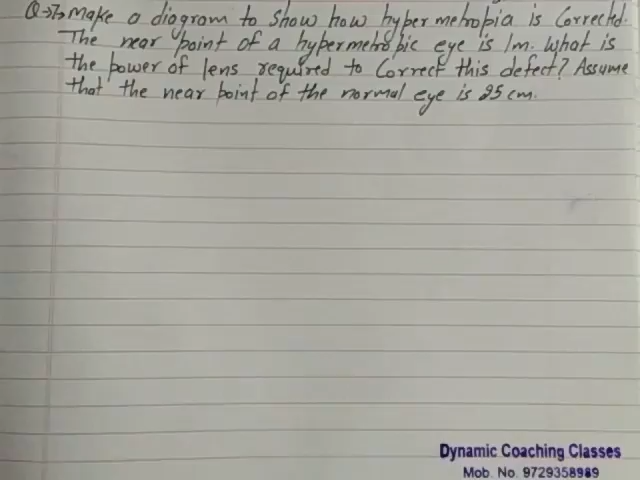 Q→7 make a diogram to show how hypermetropia is corrected.
The near point of a hypermetropic eye is 1m. what is
the power of lens required to correct this defect? Assume
that the near point of the normal eye is 25 cm.
Dynamic Coaching Classes
Mob. No. 9729358989